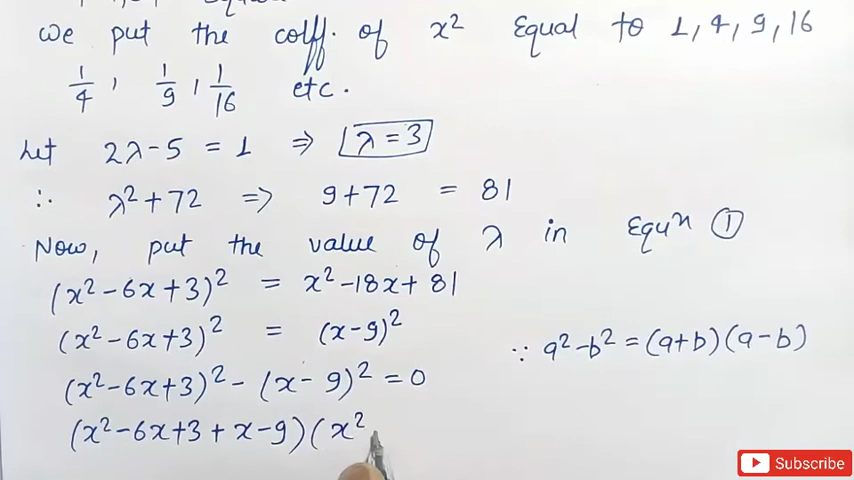 we put the coff. of x² Equal to 1, 4, 9, 16
1/4, 1/9, 1/16 etc.
Let 2λ-5 = 1 ⇒ λ = 3
∴ λ²+72 ⇒ 9+72 = 81
Now, put the value of λ in Equⁿ ①
(x²-6x+3)² = x²-18x+81
(x²-6x+3)² = (x-9)²
∵ a²-b² = (a+b)(a-b)
(x²-6x+3)² - (x-9)² = 0
(x²-6x+3+x-9)(x²
Subscribe